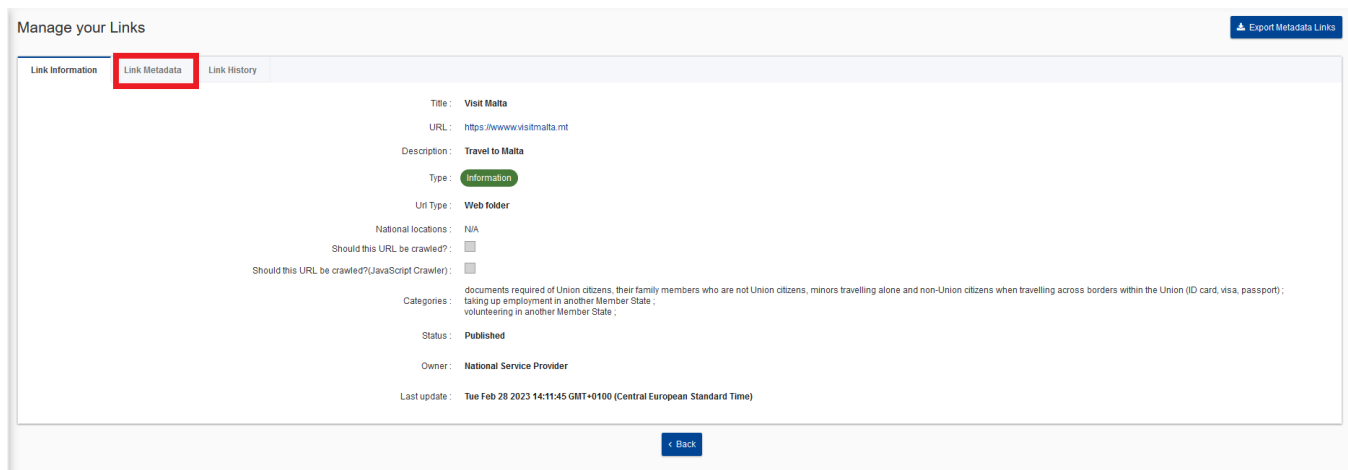 Manage your Links
Export Metadata Links
Link Information Link Metadata Link History
Title : Visit Malta
URL : https://wwww.visitmalta.mt
Description : Travel to Malta
Type : Information
Url Type : Web folder
National locations : N/A
Should this URL be crawled? :
Should this URL be crawled?(JavaScript Crawler) :
Categories : documents required of Union citizens, their family members who are not Union citizens, minors travelling alone and non-Union citizens when travelling across borders within the Union (ID card, visa, passport) ;
taking up employment in another Member State ;
volunteering in another Member State ;
Status : Published
Owner : National Service Provider
Last update : Tue Feb 28 2023 14:11:45 GMT+0100 (Central European Standard Time)
‹ Back